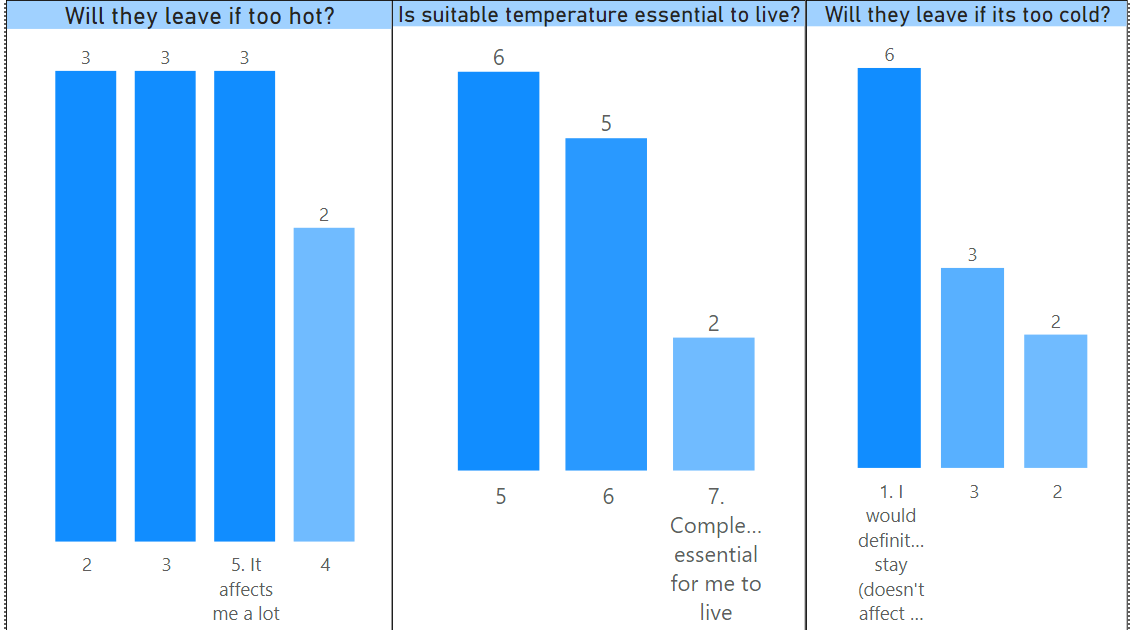 Will they leave if too hot?
3
3
3
2
2
3
5. It
affects
me a lot
4
Is suitable temperature essential to live?
6
5
2
5
6
7.
Comple...
essential
for me to
live
Will they leave if its too cold?
6
3
2
1. I
would
definit...
stay
(doesn't
affect ...
3
2